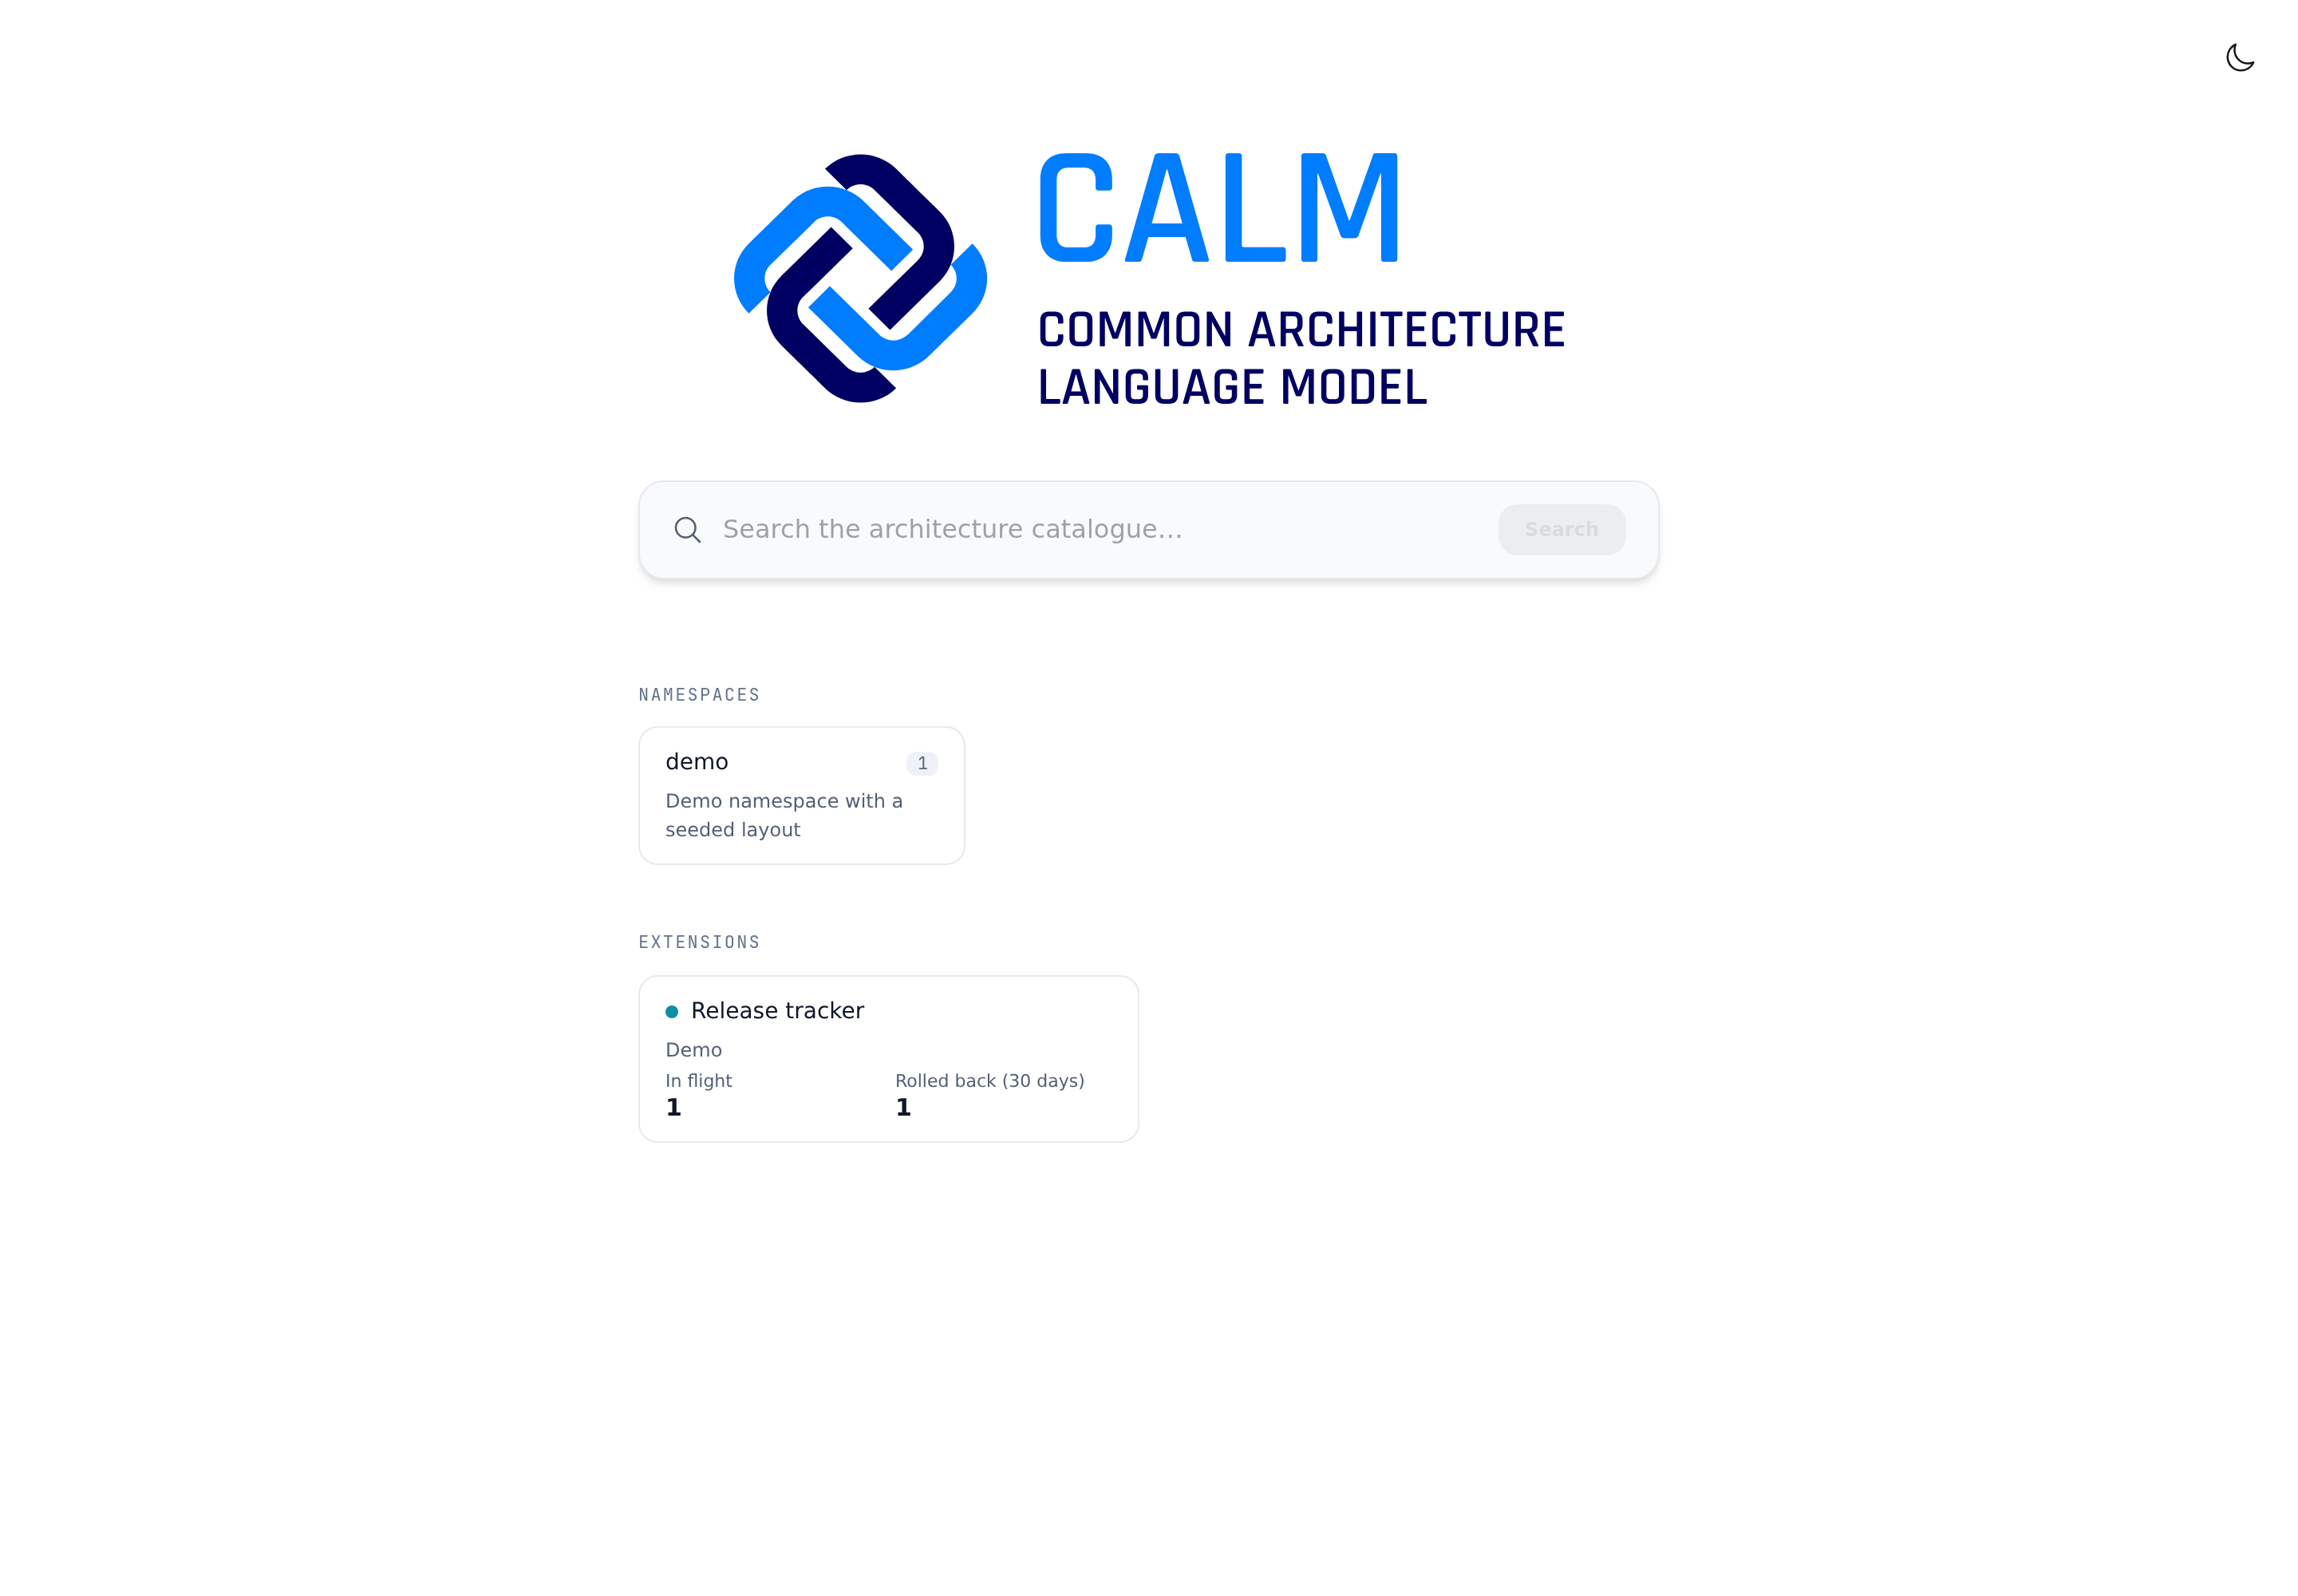 CALM
COMMON ARCHITECTURE
LANGUAGE MODEL
Search the architecture catalogue...
Search
NAMESPACES
demo
1
Demo namespace with a
seeded layout
EXTENSIONS
Release tracker
Demo
In flight
Rolled back (30 days)
1
1